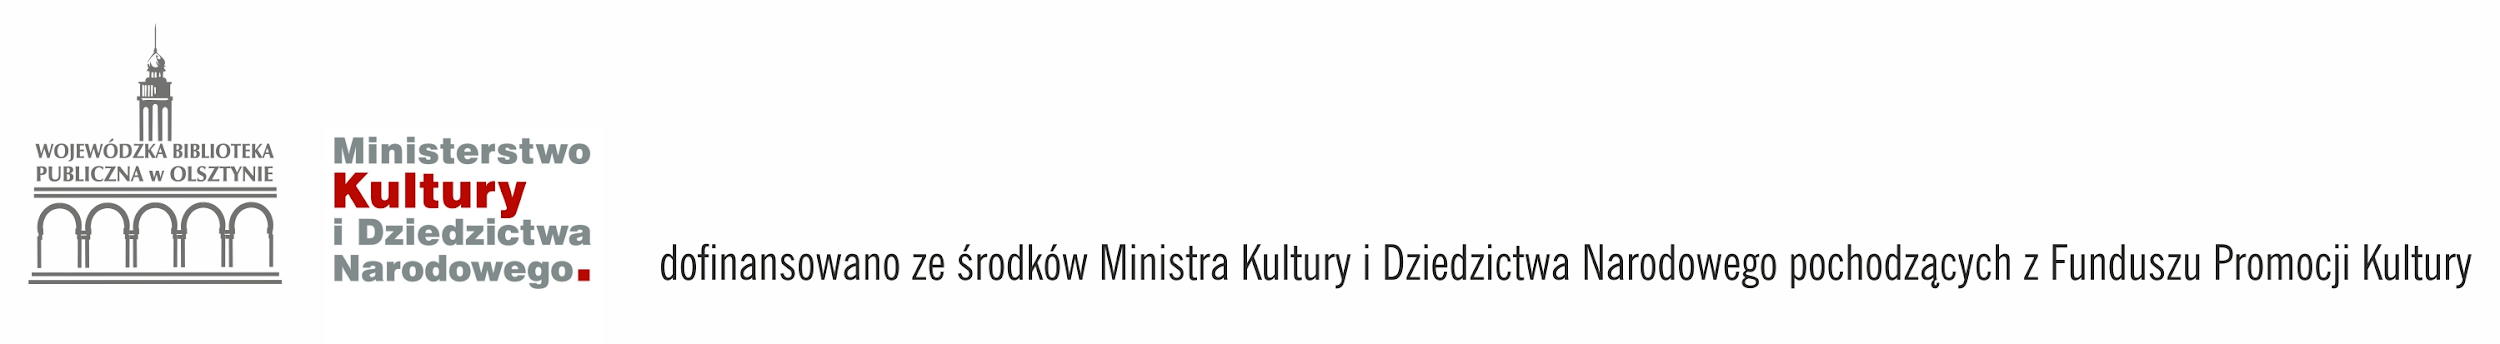 WOJEWÓDZKA BIBLIOTEKA
PUBLICZNA w OLSZTYNIE
Ministerstwo
Kultury
i Dziedzictwa
Narodowego.
dofinansowano ze środków Ministra Kultury i Dziedzictwa Narodowego pochodzących z Funduszu Promocji Kultury